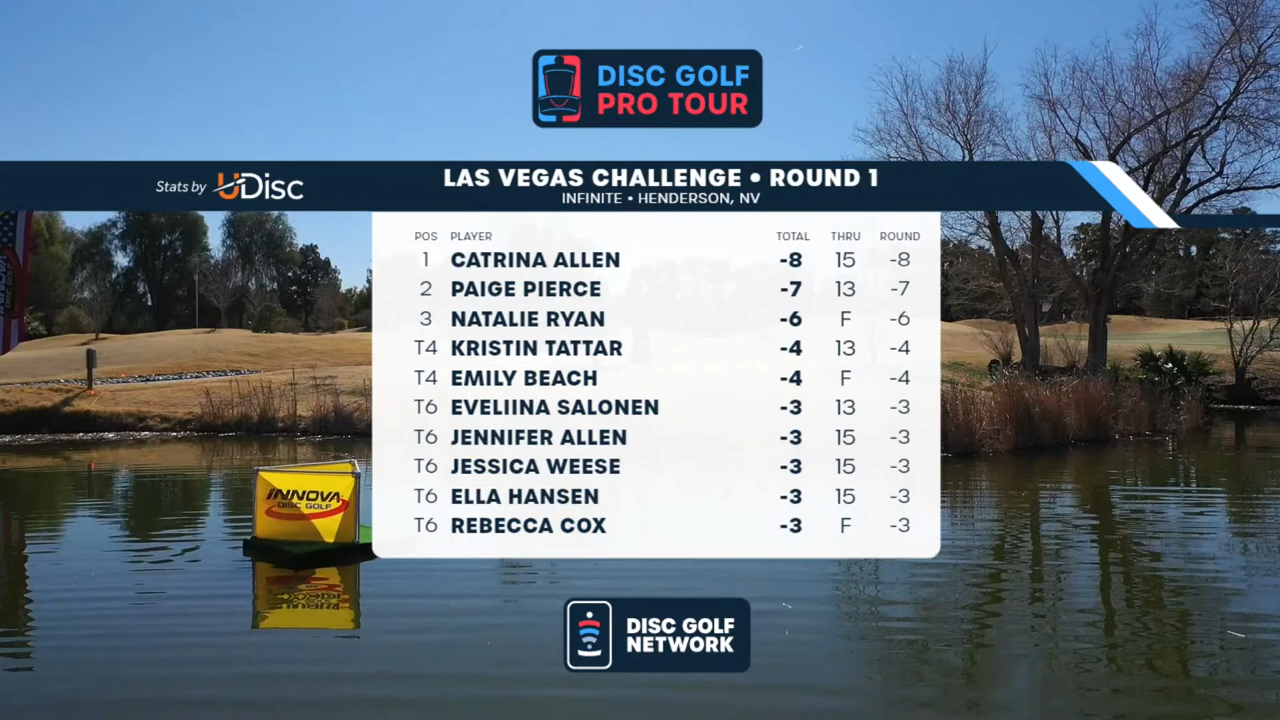 DISC GOLF
PRO TOUR
Stats by UDisc
LAS VEGAS CHALLENGE • ROUND 1
INFINITE • HENDERSON, NV
POS PLAYER TOTAL THRU ROUND
1 CATRINA ALLEN -8 15 -8
2 PAIGE PIERCE -7 13 -7
3 NATALIE RYAN -6 F -6
T4 KRISTIN TATTAR -4 13 -4
T4 EMILY BEACH -4 F -4
T6 EVELIINA SALONEN -3 13 -3
T6 JENNIFER ALLEN -3 15 -3
T6 JESSICA WEESE -3 15 -3
T6 ELLA HANSEN -3 15 -3
T6 REBECCA COX -3 F -3
INNOVA
DISC GOLF
DISC GOLF
NETWORK